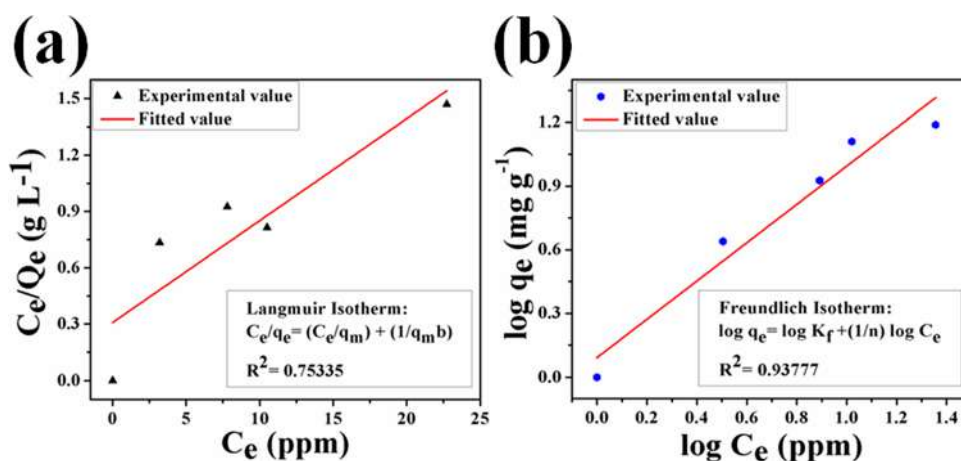 (a)
Experimental value
Fitted value
1.5
1.2
0.9
0.6
0.3
0.0
Ce/Qe (g L-1)
Langmuir Isotherm:
Ce/qe= (Ce/qm) + (1/qmb)
R2= 0.75335
0 5 10 15 20 25
Ce (ppm)
(b)
Experimental value
Fitted value
1.2
0.9
0.6
0.3
0.0
log qe (mg g-1)
Freundlich Isotherm:
log qe= log Kf +(1/n) log Ce
R2= 0.93777
0.0 0.2 0.4 0.6 0.8 1.0 1.2 1.4
log Ce (ppm)